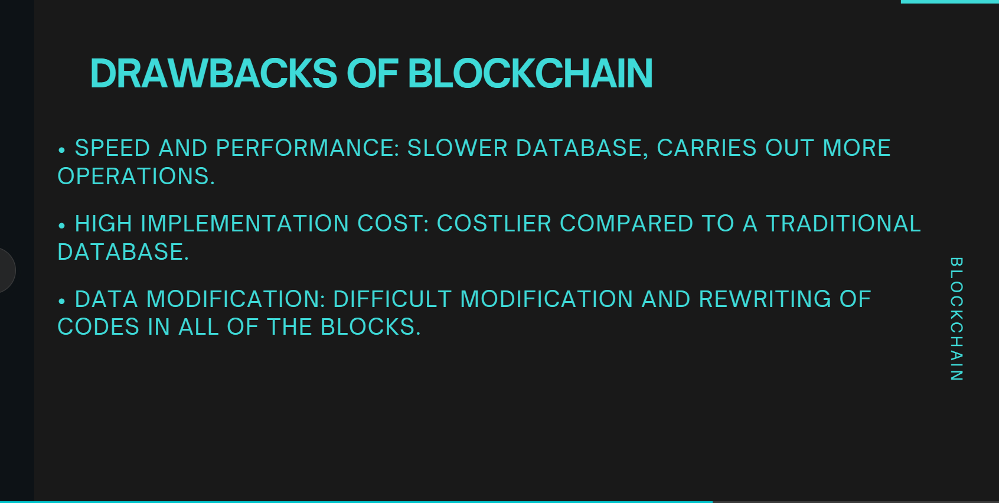 DRAWBACKS OF BLOCKCHAIN
• SPEED AND PERFORMANCE: SLOWER DATABASE, CARRIES OUT MORE
OPERATIONS.
• HIGH IMPLEMENTATION COST: COSTLIER COMPARED TO A TRADITIONAL
DATABASE.
• DATA MODIFICATION: DIFFICULT MODIFICATION AND REWRITING OF
CODES IN ALL OF THE BLOCKS.
BLOCKCHAIN